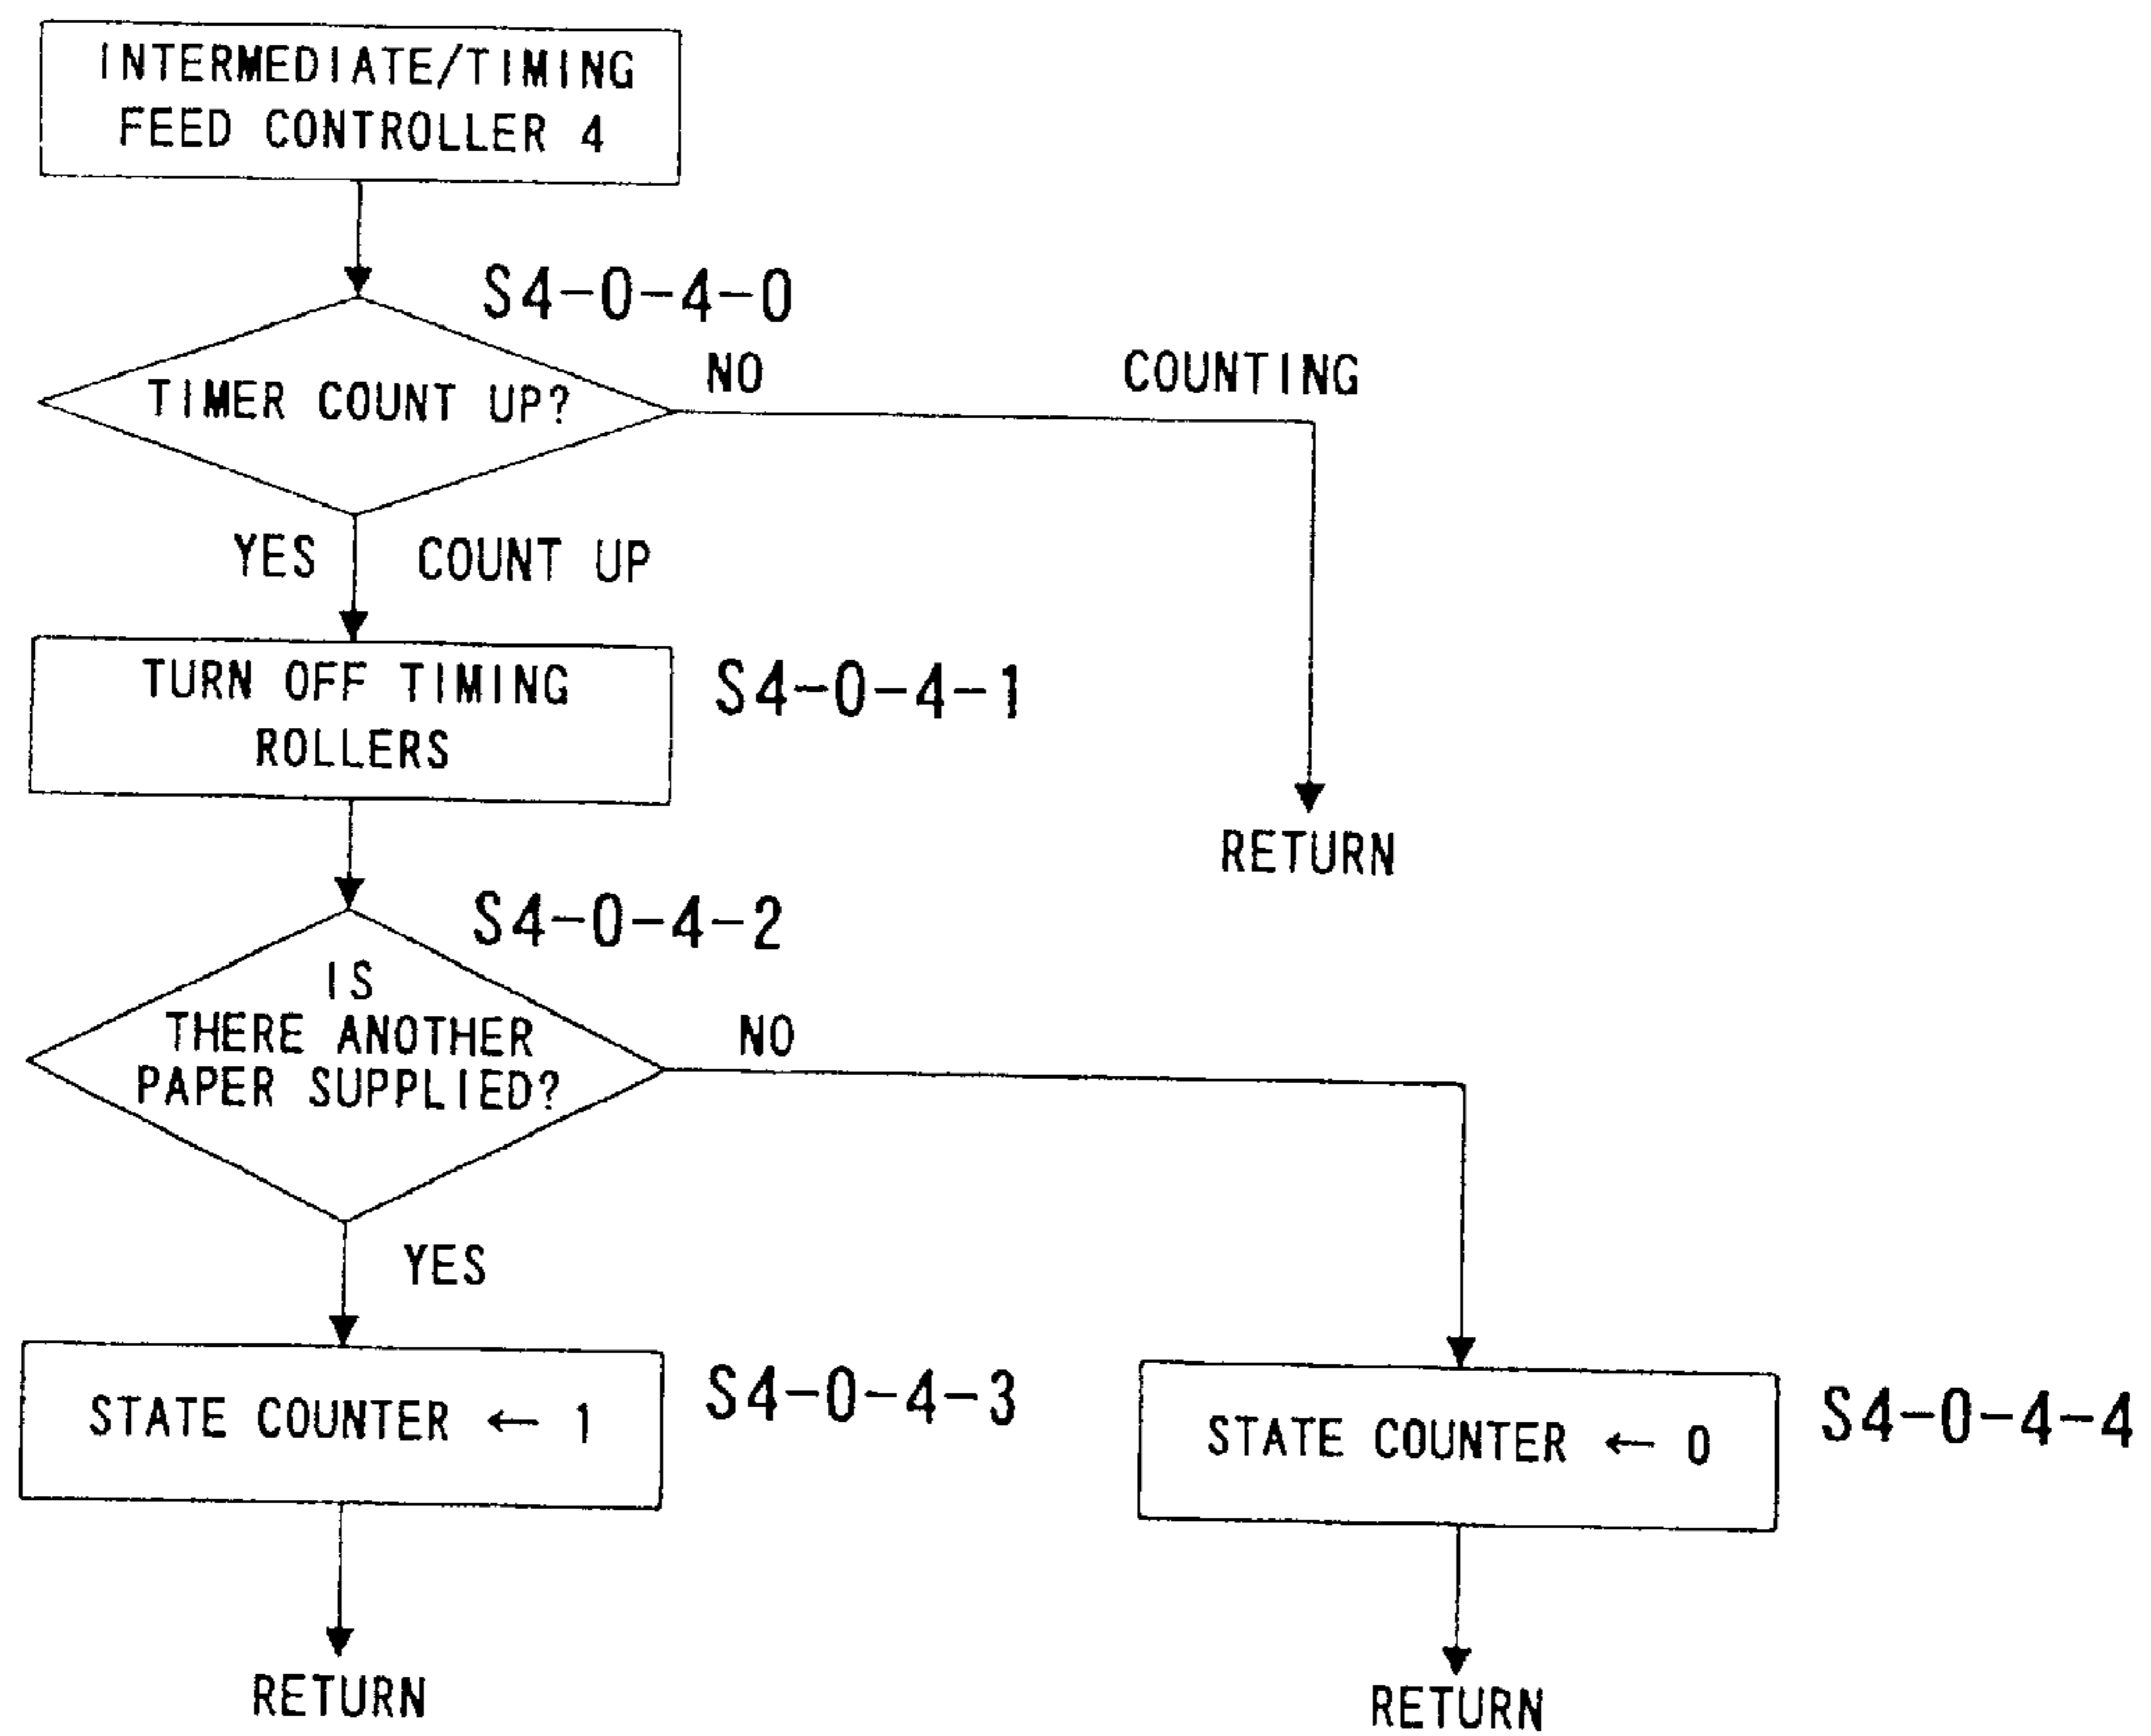 INTERMEDIATE/TIMING
FEED CONTROLLER 4
S4-0-4-0
TIMER COUNT UP?
NO
COUNTING
YES
COUNT UP
TURN OFF TIMING
ROLLERS
S4-0-4-1
RETURN
S4-0-4-2
IS
THERE ANOTHER
PAPER SUPPLIED?
NO
YES
STATE COUNTER ← 1
S4-0-4-3
STATE COUNTER ← 0
S4-0-4-4
RETURN
RETURN